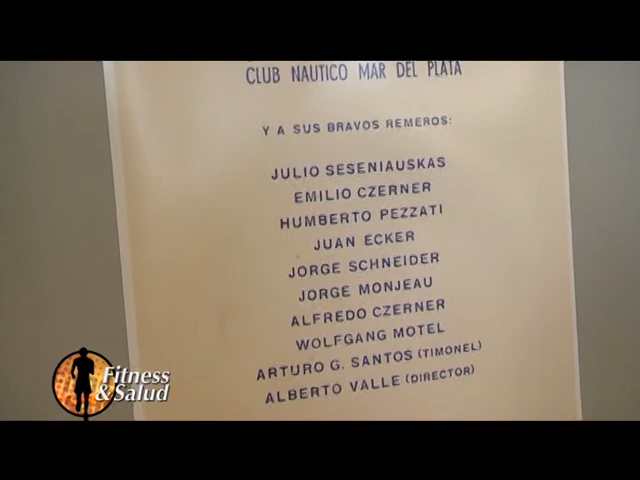 CLUB NAUTICO MAR DEL PLATA
Y A SUS BRAVOS REMEROS:
JULIO SESENIAUSKAS
EMILIO CZERNER
HUMBERTO PEZZATI
JUAN ECKER
JORGE SCHNEIDER
JORGE MONJEAU
ALFREDO CZERNER
WOLFGANG MOTEL
ARTURO G. SANTOS (TIMONEL)
ALBERTO VALLE (DIRECTOR)
Fitness
&Salud